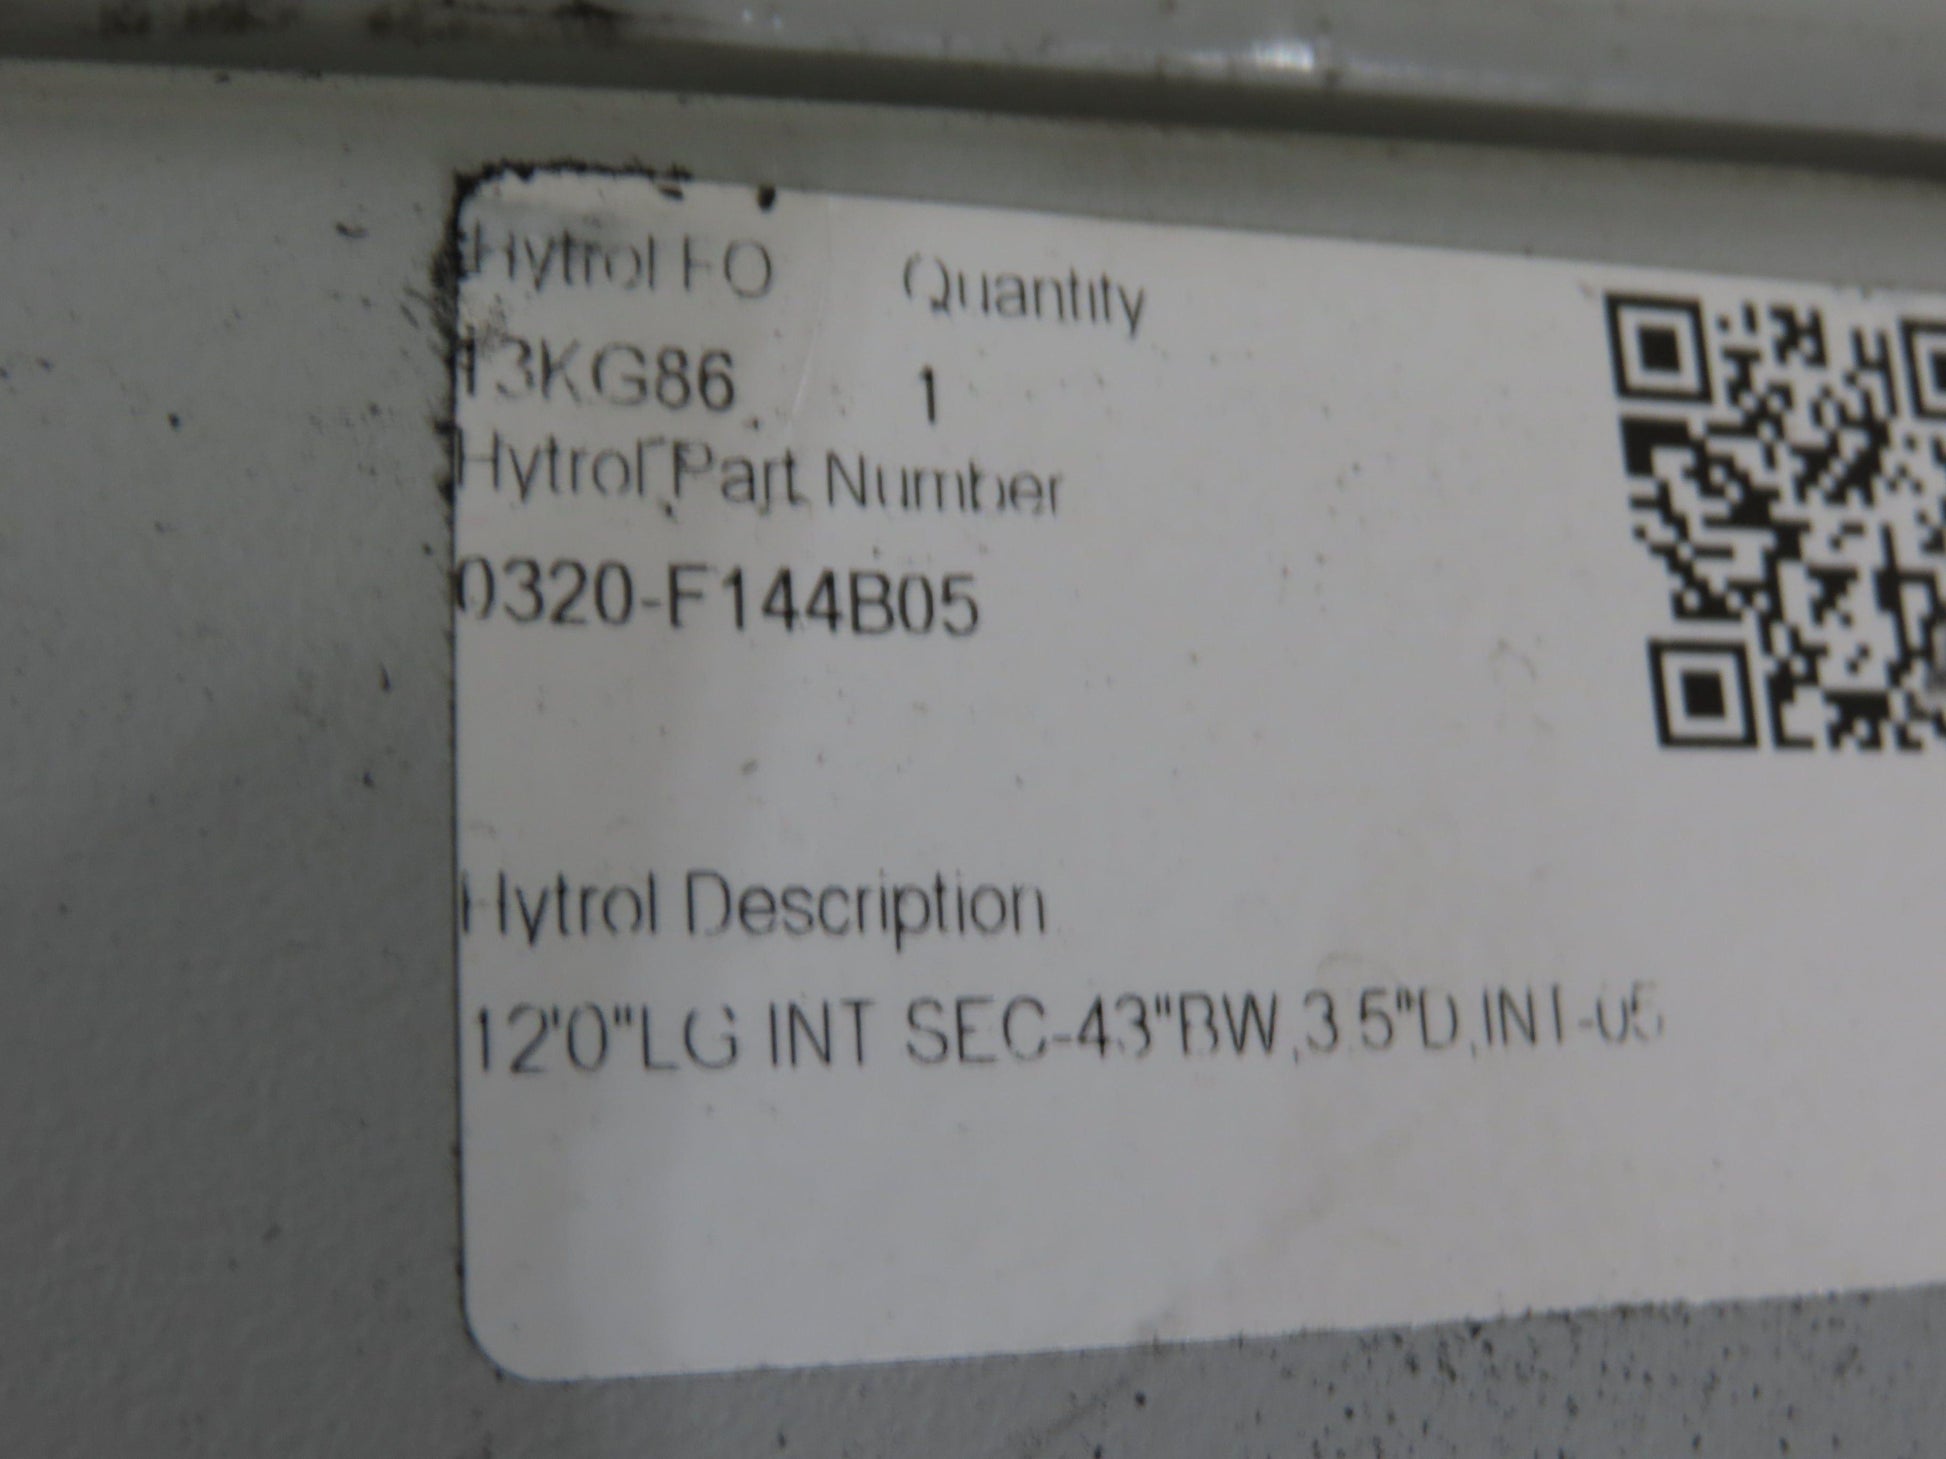 Hytrol FO Quantity
13KG86 1
Hytrol Part Number
0320-F144B05
Hytrol Description
12'0"LG INT SEC-43"BW,3.5"D,INT-05